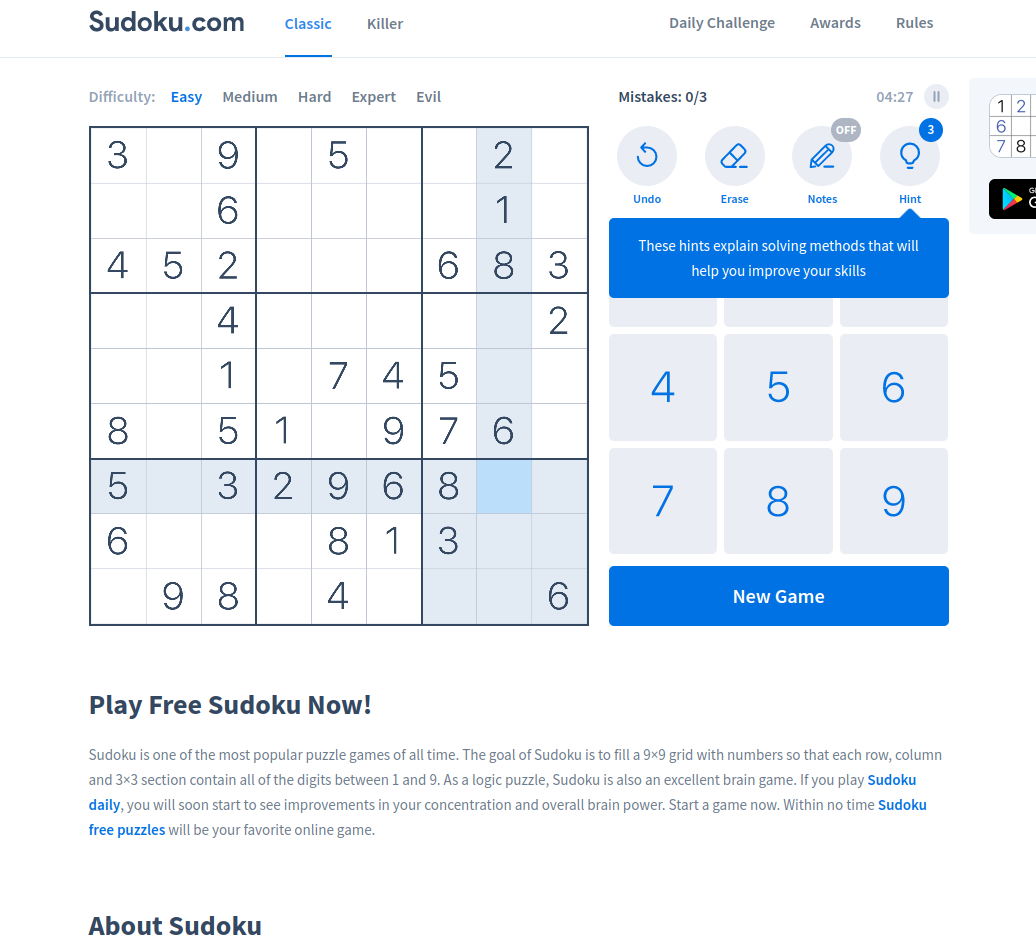 Sudoku.com
Classic Killer Daily Challenge Awards Rules
Difficulty: Easy Medium Hard Expert Evil
Mistakes: 0/3 04:27
3 9 5 2
6 1
4 5 2 6 8 3
4 2
1 7 4 5
8 5 1 9 7 6
5 3 2 9 6 8
6 8 1 3
9 8 4 6
OFF 3
Undo Erase Notes Hint
These hints explain solving methods that will
help you improve your skills
4 5 6
7 8 9
New Game
1 2
6
7 8
Play Free Sudoku Now!
Sudoku is one of the most popular puzzle games of all time. The goal of Sudoku is to fill a 9×9 grid with numbers so that each row, column
and 3×3 section contain all of the digits between 1 and 9. As a logic puzzle, Sudoku is also an excellent brain game. If you play Sudoku
daily, you will soon start to see improvements in your concentration and overall brain power. Start a game now. Within no time Sudoku
free puzzles will be your favorite online game.
About Sudoku